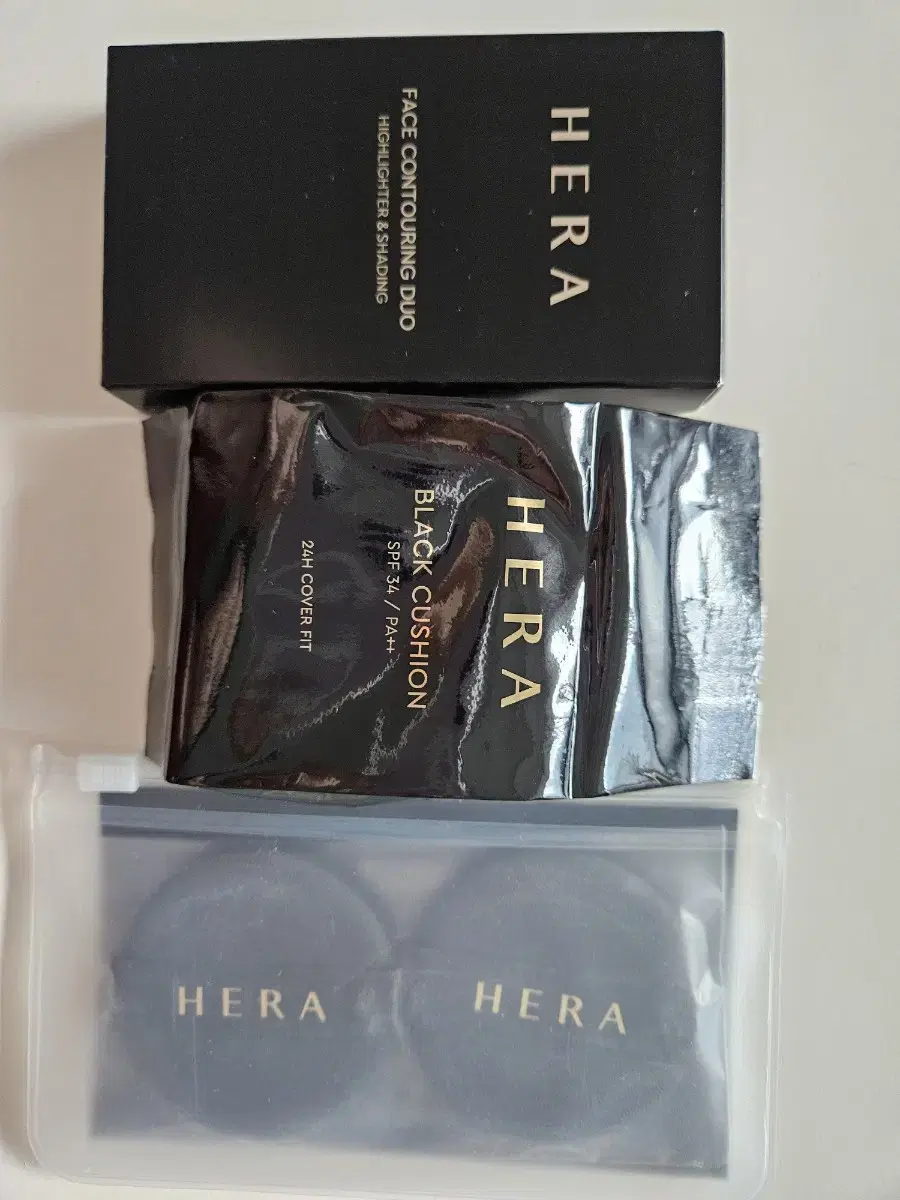 HERA
FACE CONTOURING DUO
HIGHLIGHTER & SHADING
HERA
BLACK CUSHION
SPF 34 / PA++
24H COVER FIT
HERA
HERA